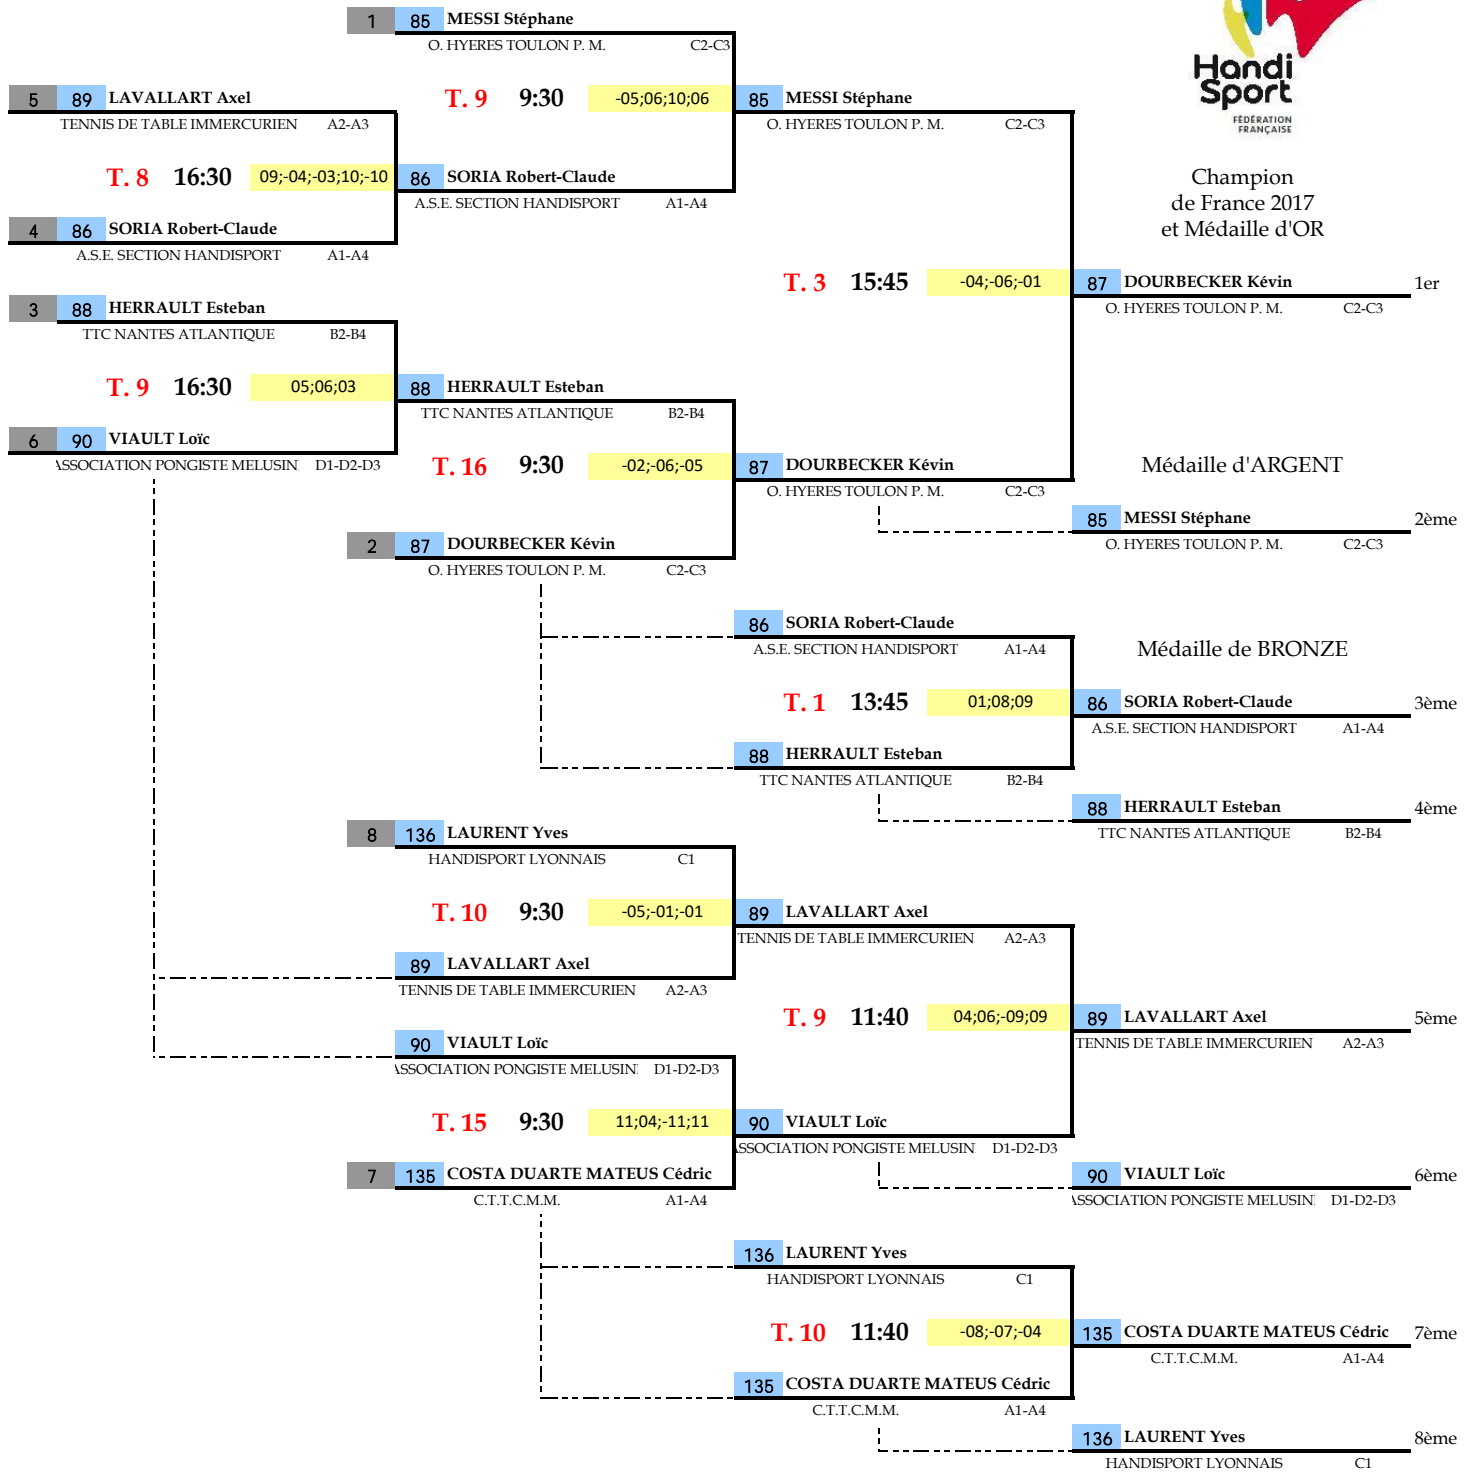 1 85 MESSI Stéphane
O. HYERES TOULON P. M. C2-C3
Handi
Sport
FÉDÉRATION
FRANÇAISE
5 89 LAVALLART Axel
T. 9 9:30 -05;06;10;06
85 MESSI Stéphane
TENNIS DE TABLE IMMERCURIEN A2-A3
O. HYERES TOULON P. M. C2-C3
T. 8 16:30 09;-04;-03;10;-10
86 SORIA Robert-Claude
Champion
de France 2017
et Médaille d'OR
A.S.E. SECTION HANDISPORT A1-A4
4 86 SORIA Robert-Claude
A.S.E. SECTION HANDISPORT A1-A4
T. 3 15:45 -04;-06;-01
87 DOURBECKER Kévin 1er
3 88 HERRAULT Esteban
O. HYERES TOULON P. M. C2-C3
TTC NANTES ATLANTIQUE B2-B4
T. 9 16:30 05;06;03
88 HERRAULT Esteban
TTC NANTES ATLANTIQUE B2-B4
6 90 VIAULT Loïc
ASSOCIATION PONGISTE MELUSIN D1-D2-D3
T. 16 9:30 -02;-06;-05
87 DOURBECKER Kévin
Médaille d'ARGENT
O. HYERES TOULON P. M. C2-C3
85 MESSI Stéphane 2ème
2 87 DOURBECKER Kévin
O. HYERES TOULON P. M. C2-C3
O. HYERES TOULON P. M. C2-C3
86 SORIA Robert-Claude
A.S.E. SECTION HANDISPORT A1-A4
Médaille de BRONZE
T. 1 13:45 01;08;09
86 SORIA Robert-Claude 3ème
A.S.E. SECTION HANDISPORT A1-A4
88 HERRAULT Esteban
TTC NANTES ATLANTIQUE B2-B4
88 HERRAULT Esteban 4ème
TTC NANTES ATLANTIQUE B2-B4
8 136 LAURENT Yves
HANDISPORT LYONNAIS C1
T. 10 9:30 -05;-01;-01
89 LAVALLART Axel
TENNIS DE TABLE IMMERCURIEN A2-A3
89 LAVALLART Axel
TENNIS DE TABLE IMMERCURIEN A2-A3
T. 9 11:40 04;06;-09;09
89 LAVALLART Axel 5ème
TENNIS DE TABLE IMMERCURIEN A2-A3
90 VIAULT Loïc
ASSOCIATION PONGISTE MELUSIN D1-D2-D3
T. 15 9:30 11;04;-11;11
90 VIAULT Loïc
ASSOCIATION PONGISTE MELUSIN D1-D2-D3
7 135 COSTA DUARTE MATEUS Cédric
C.T.T.C.M.M. A1-A4
90 VIAULT Loïc 6ème
ASSOCIATION PONGISTE MELUSIN D1-D2-D3
136 LAURENT Yves
HANDISPORT LYONNAIS C1
T. 10 11:40 -08;-07;-04
135 COSTA DUARTE MATEUS Cédric 7ème
C.T.T.C.M.M. A1-A4
135 COSTA DUARTE MATEUS Cédric
C.T.T.C.M.M. A1-A4
136 LAURENT Yves 8ème
HANDISPORT LYONNAIS C1